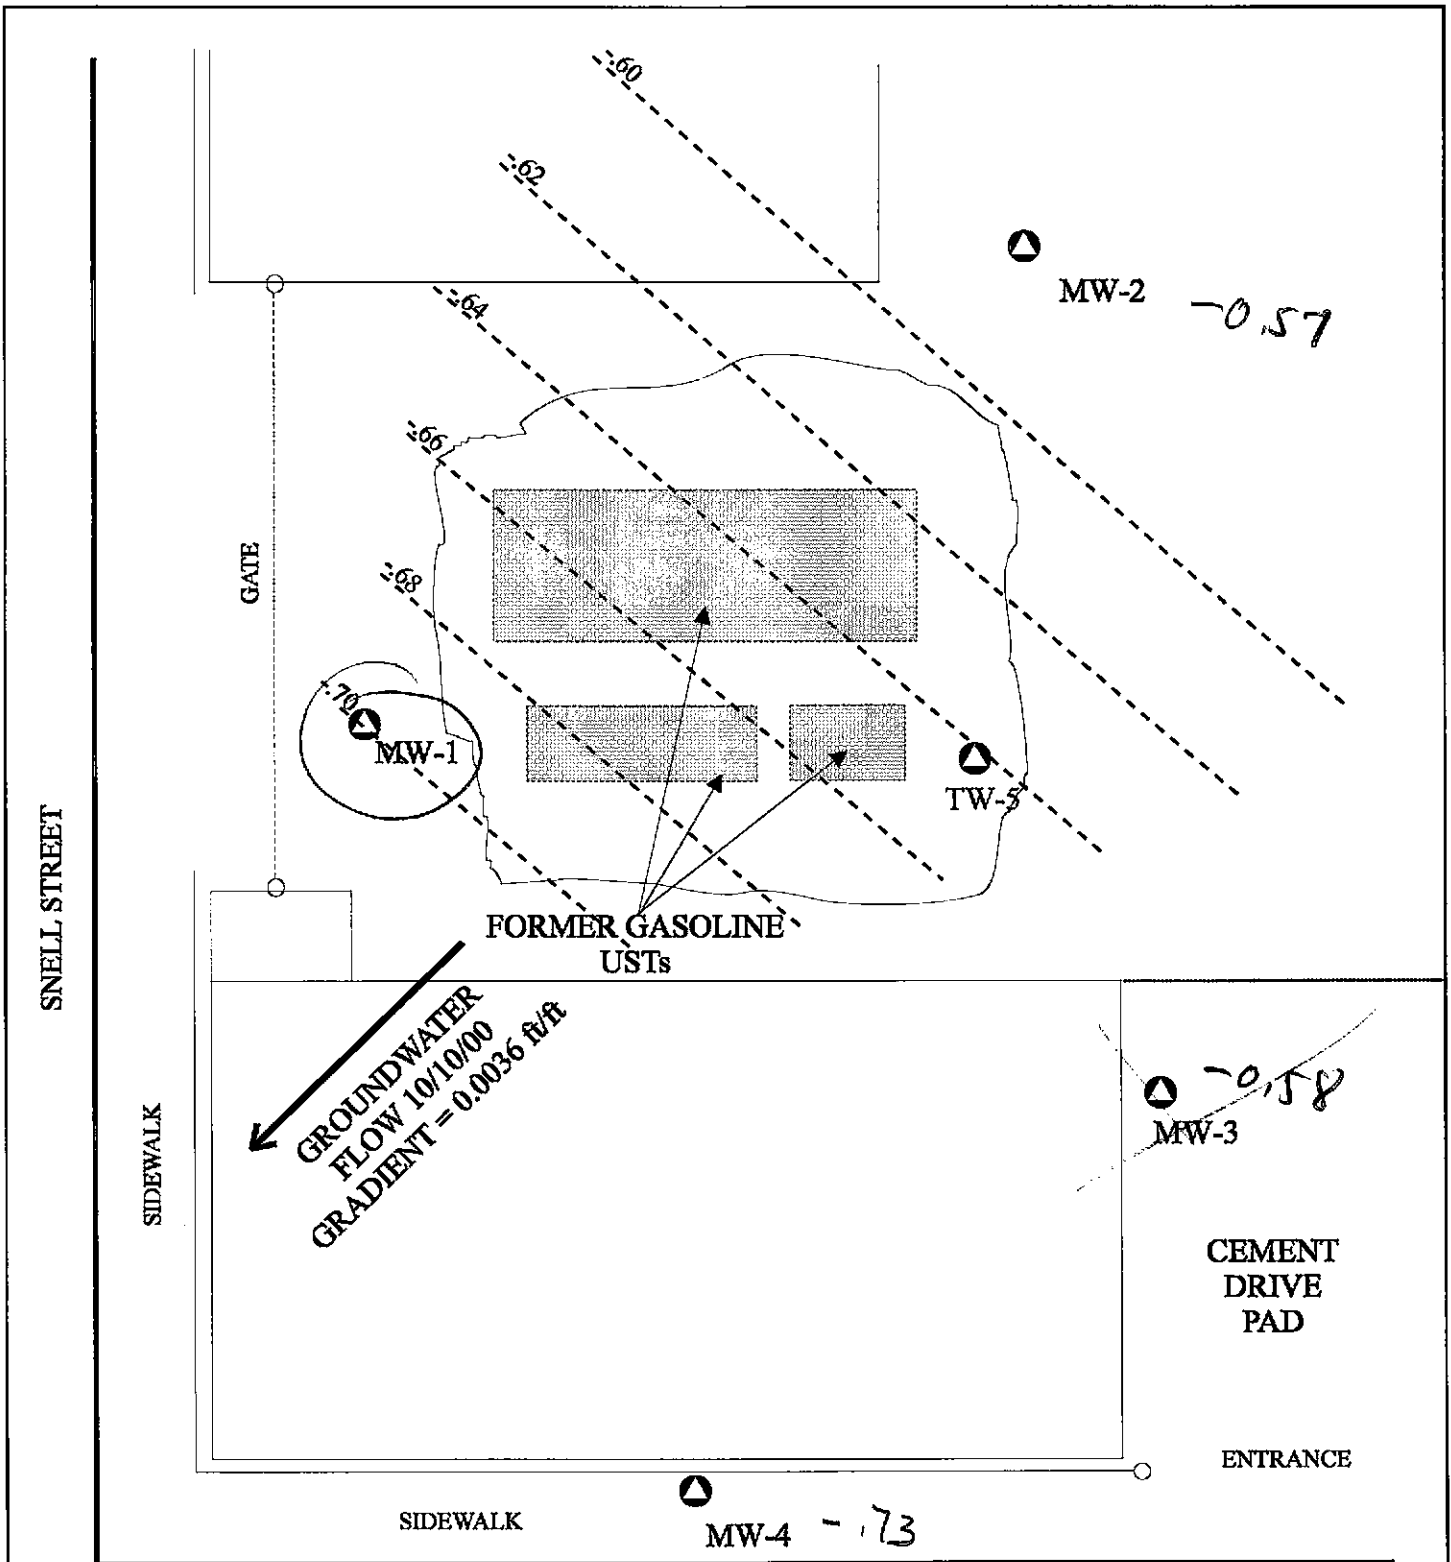 -.60
-.62
MW-2
-0.57
-.64
-.66
GATE
-.68
-.70
MW-1
TW-5
SNELL STREET
FORMER GASOLINE
USTs
GROUNDWATER
FLOW 10/10/00
GRADIENT = 0.0036 ft/ft
-0.58
MW-3
SIDEWALK
CEMENT
DRIVE
PAD
ENTRANCE
SIDEWALK
MW-4
-.73